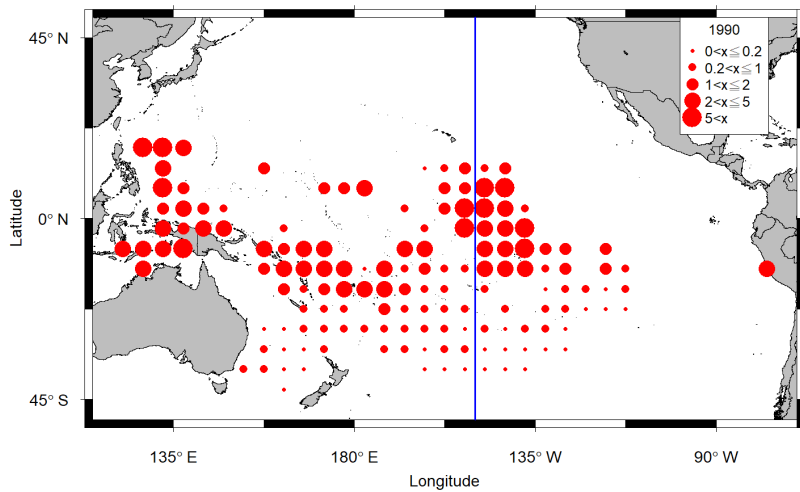 1990
0<x≦0.2
0.2<x≦1
1<x≦2
2<x≦5
5<x
45° N
0° N
45° S
Latitude
135° E
180° E
135° W
90° W
Longitude